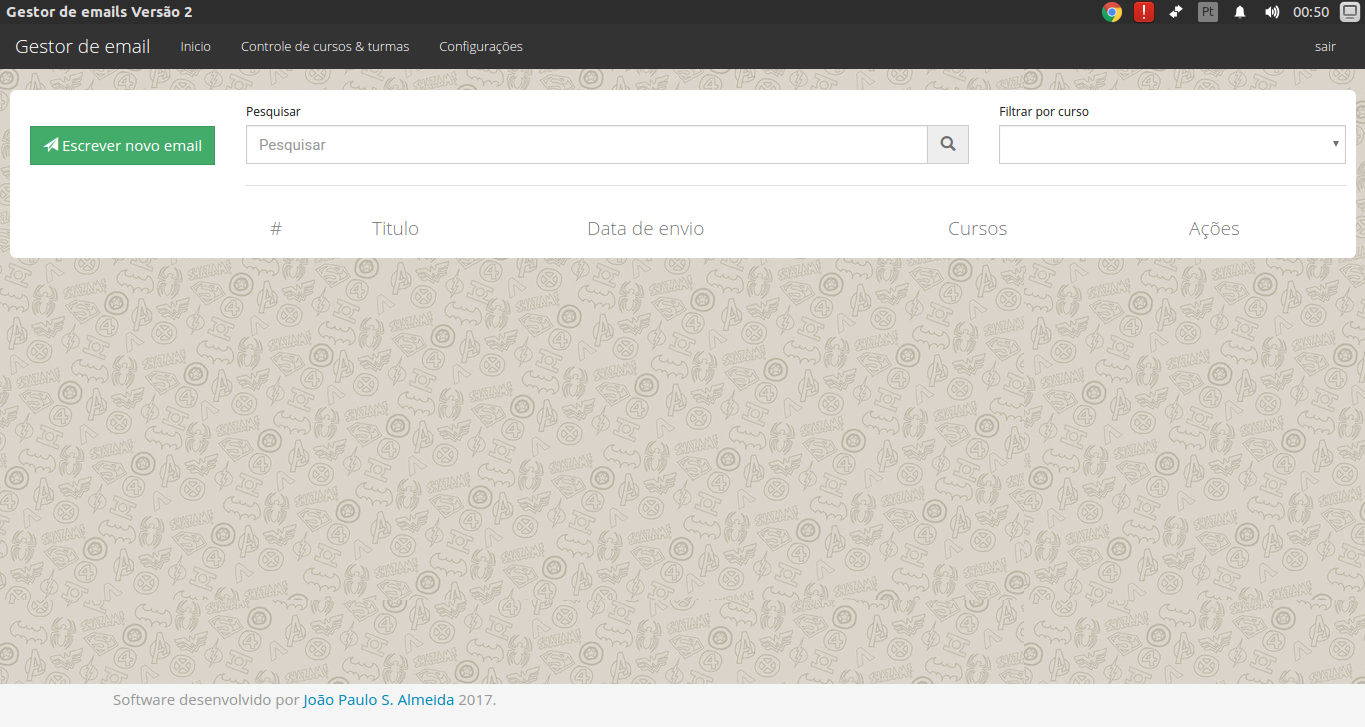 Gestor de emails Versão 2
Pt 00:50
Gestor de email Inicio Controle de cursos & turmas Configurações sair
Pesquisar Filtrar por curso
Escrever novo email Pesquisar
# Titulo Data de envio Cursos Ações
Software desenvolvido por João Paulo S. Almeida 2017.